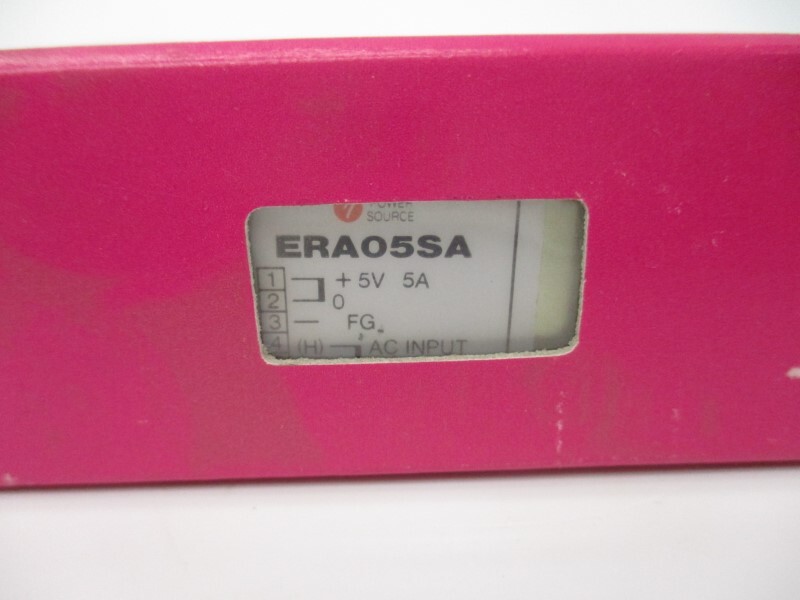 POWER
SOURCE
ERA05SA
1 + 5V 5A
2 0
3 — FG
4 (H) AC INPUT